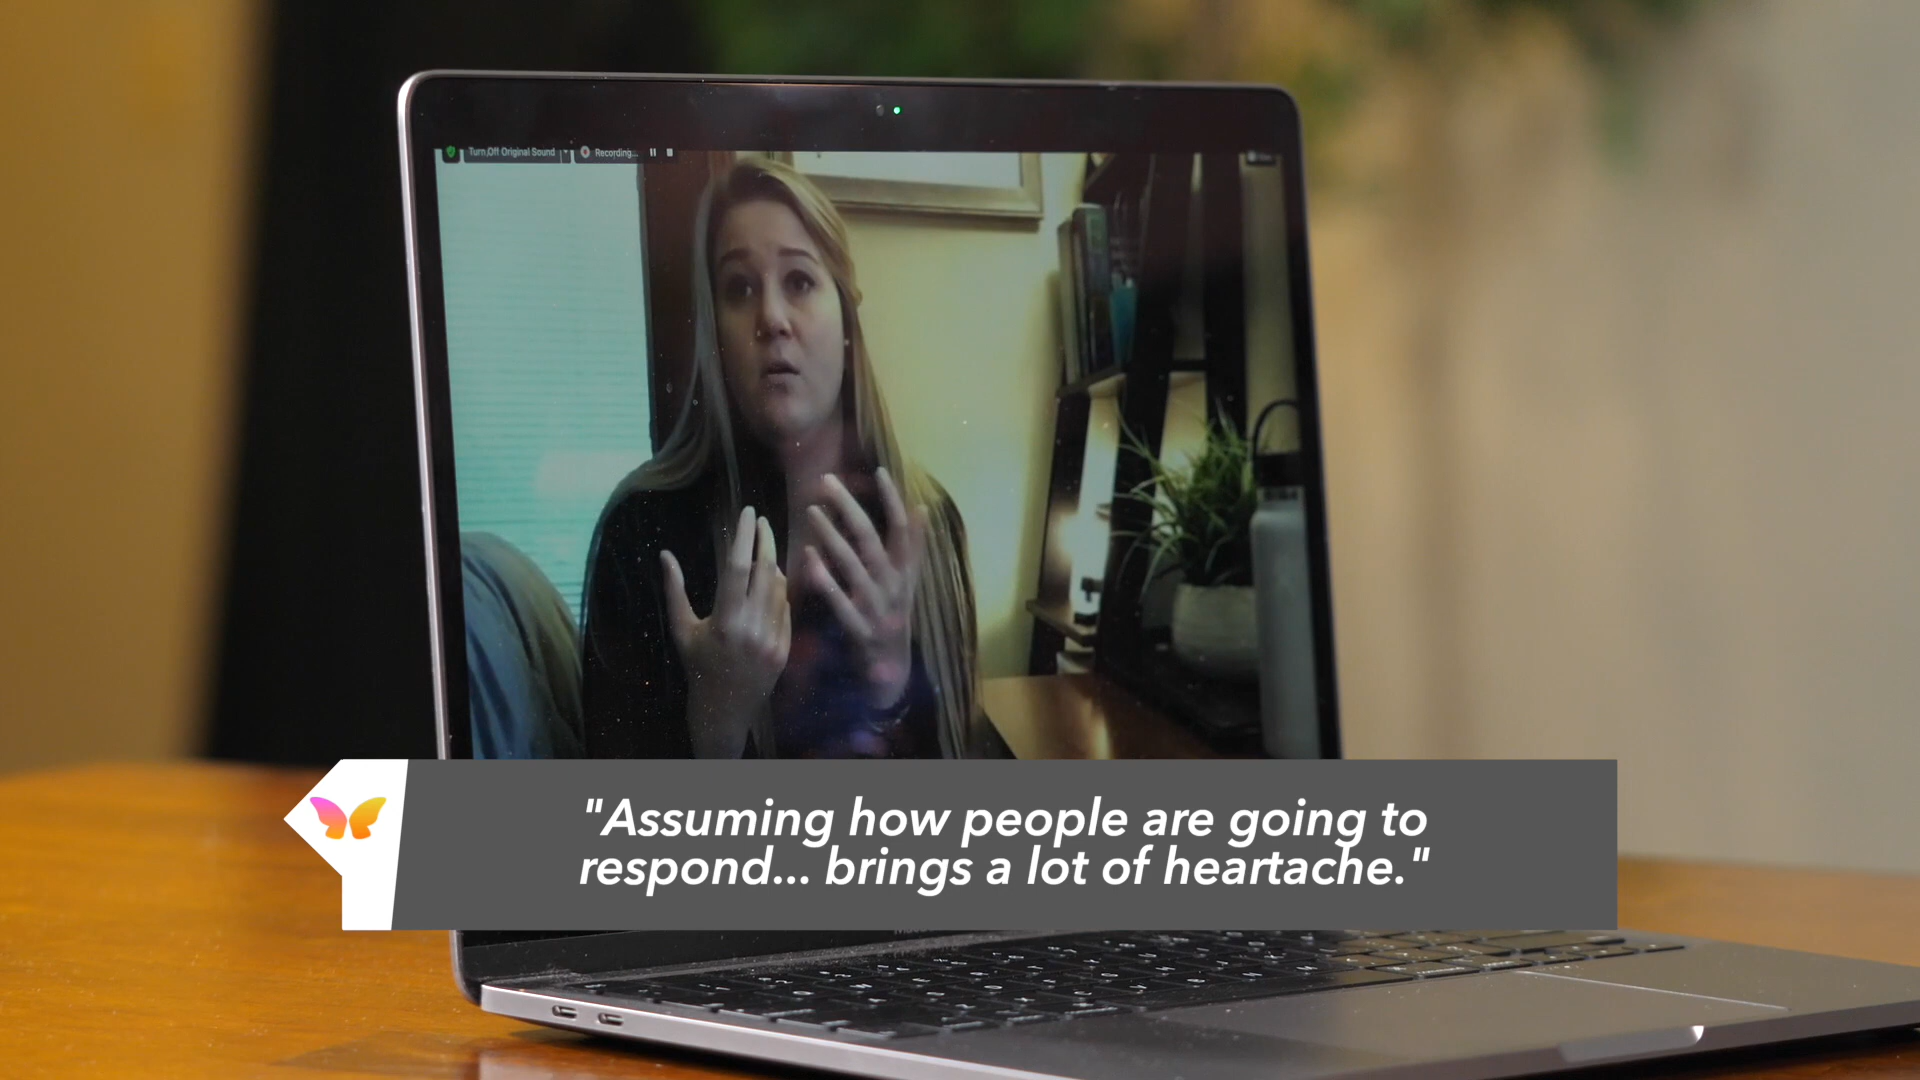 Turn Off Original Sound
Recording...
"Assuming how people are going to
respond... brings a lot of heartache."